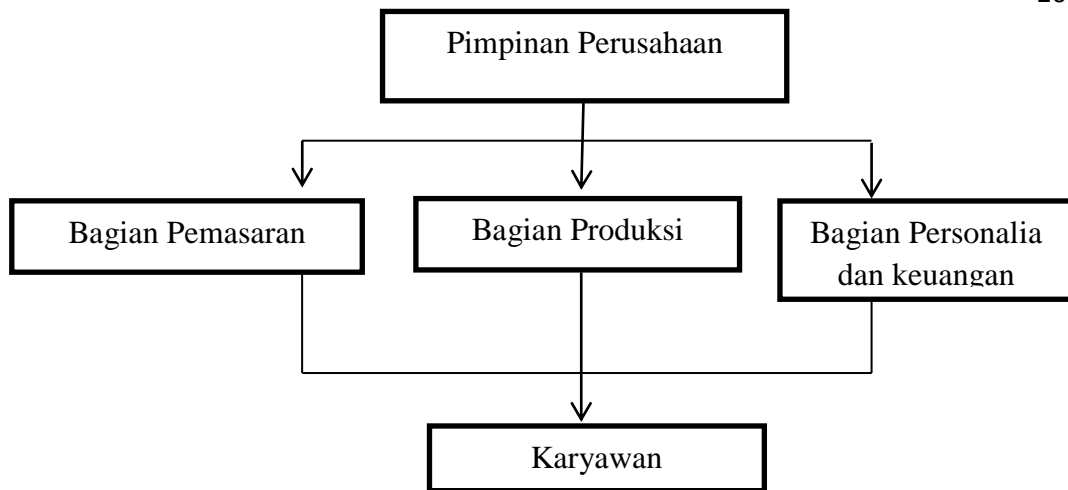 Pimpinan Perusahaan
Bagian Pemasaran
Bagian Produksi
Bagian Personalia
dan keuangan
Karyawan